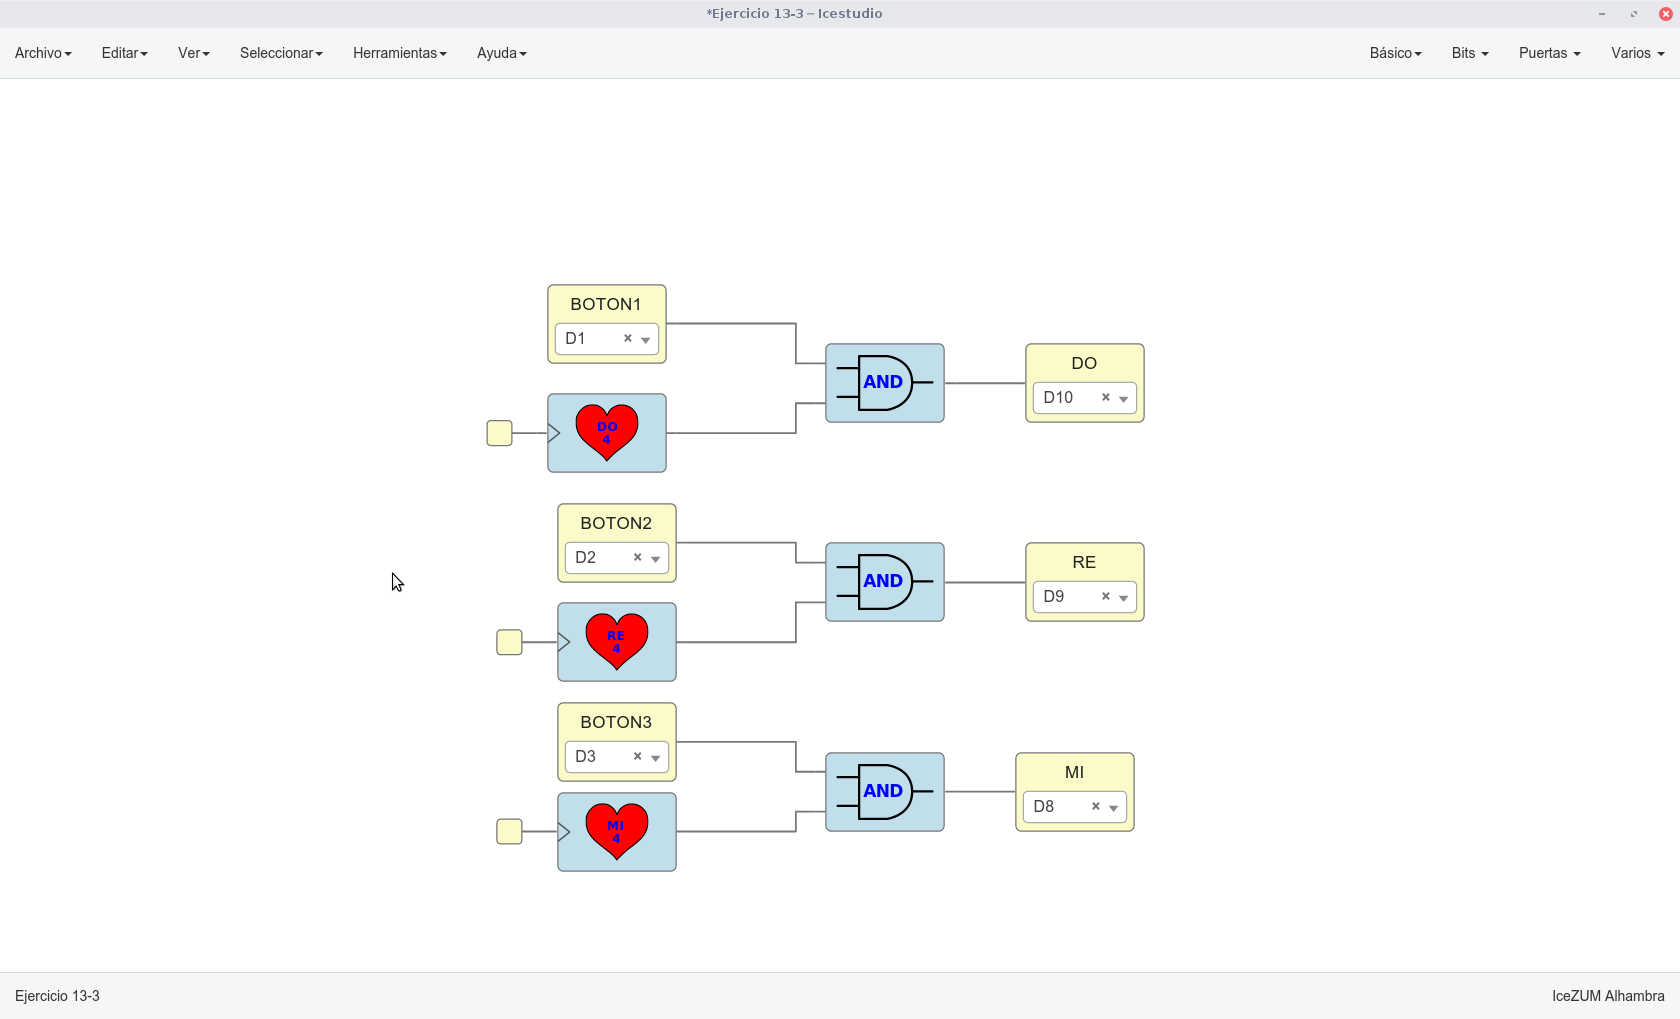 *Ejercicio 13-3 – Icestudio
Archivo Editar Ver Seleccionar Herramientas Ayuda Básico Bits Puertas Varios
BOTON1
D1
DO
4
AND
DO
D10
BOTON2
D2
RE
4
AND
RE
D9
BOTON3
D3
MI
4
AND
MI
D8
Ejercicio 13-3 IceZUM Alhambra